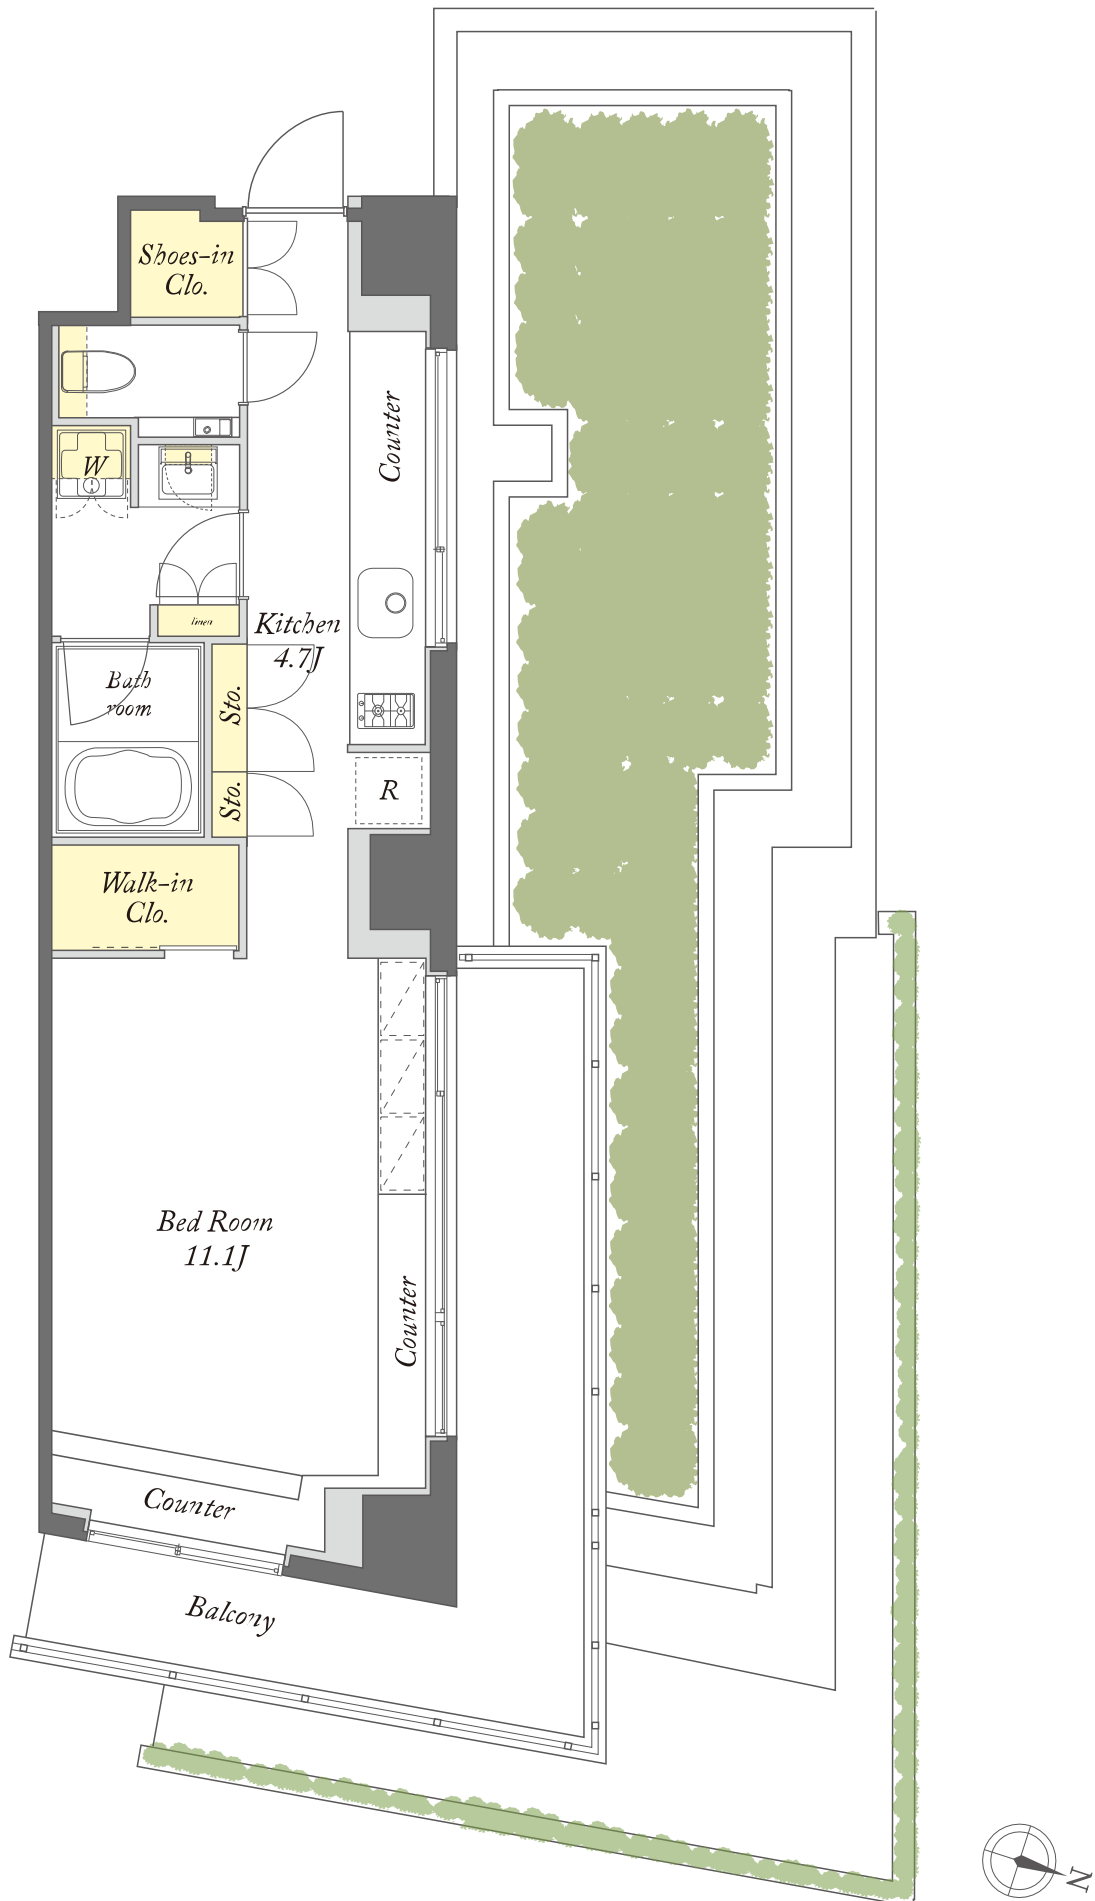 Shoes-in
Clo.
Counter
W
linen
Kitchen
4.7J
Bath
room
Sto.
Sto.
R
Walk-in
Clo.
Bed Room
11.1J
Counter
Counter
Balcony
N